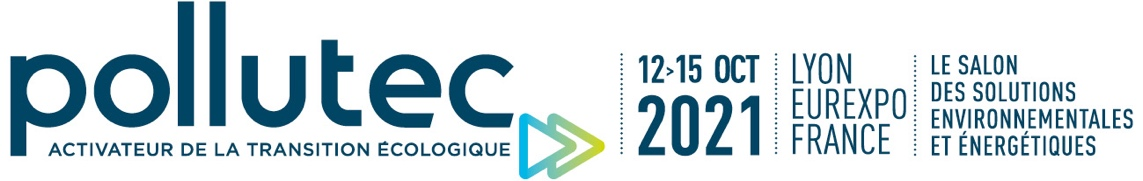 pollutec
ACTIVATEUR DE LA TRANSITION ÉCOLOGIQUE
12>15 OCT
2021
LYON
EUREXPO
FRANCE
LE SALON
DES SOLUTIONS
ENVIRONNEMENTALES
ET ÉNERGÉTIQUES